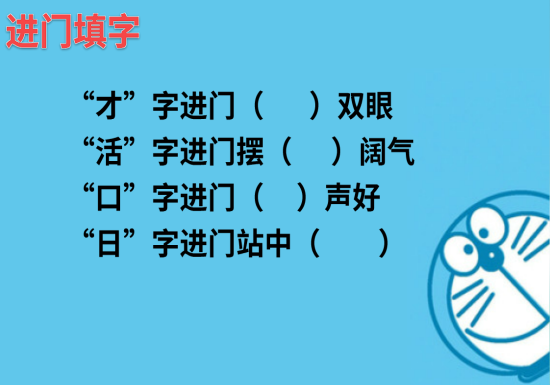 进门填字
“才”字进门（ ）双眼
“活”字进门摆（ ）阔气
“口”字进门（ ）声好
“日”字进门站中（ ）